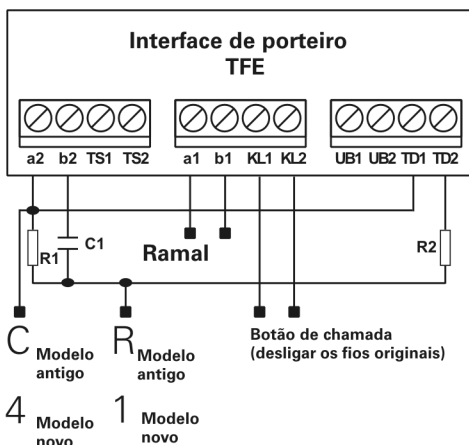 Interface de porteiro
TFE
a2 b2 TS1 TS2 a1 b1 KL1 KL2 UB1 UB2 TD1 TD2
R1 C1 Ramal R2
Botão de chamada
(desligar os fios originais)
C Modelo antigo R Modelo antigo
4 Modelo novo 1 Modelo novo